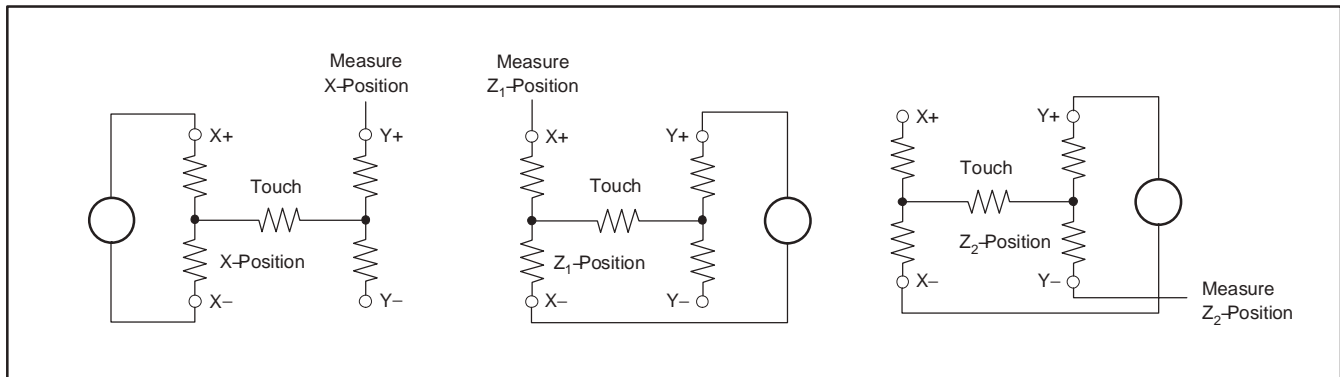 Measure
X–Position
X+
Y+
Touch
X–Position
X–
Y–
Measure
Z₁–Position
X+
Y+
Touch
Z₁–Position
X–
Y–
X+
Y+
Touch
Z₂–Position
X–
Y–
Measure
Z₂–Position